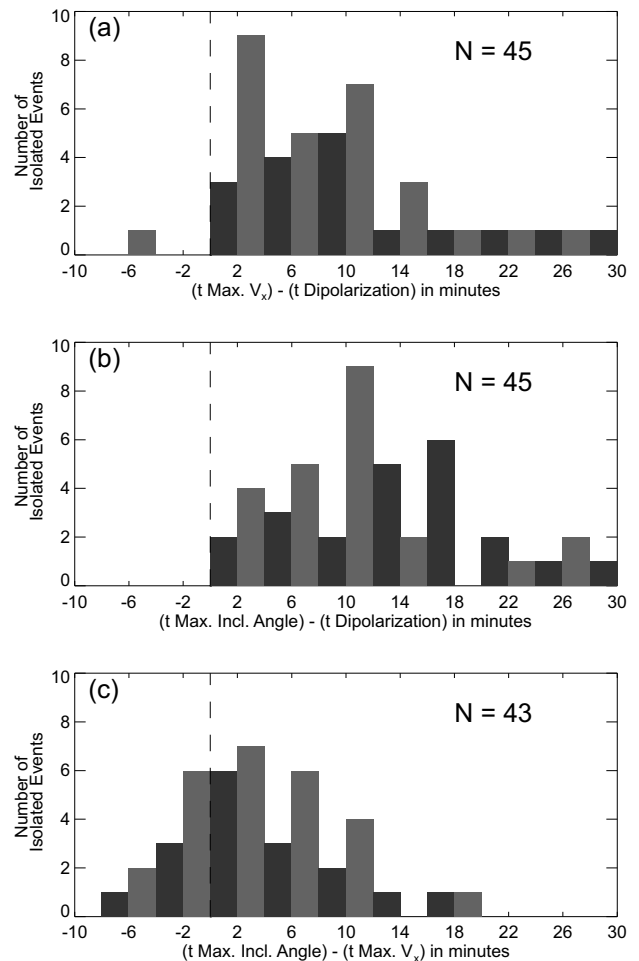 (a)
N = 45
10
8
6
4
2
0
Number of
Isolated Events
-10 -6 -2 2 6 10 14 18 22 26 30
(t Max. Vx) - (t Dipolarization) in minutes
(b)
N = 45
10
8
6
4
2
0
Number of
Isolated Events
-10 -6 -2 2 6 10 14 18 22 26 30
(t Max. Incl. Angle) - (t Dipolarization) in minutes
(c)
N = 43
10
8
6
4
2
0
Number of
Isolated Events
-10 -6 -2 2 6 10 14 18 22 26 30
(t Max. Incl. Angle) - (t Max. Vx) in minutes